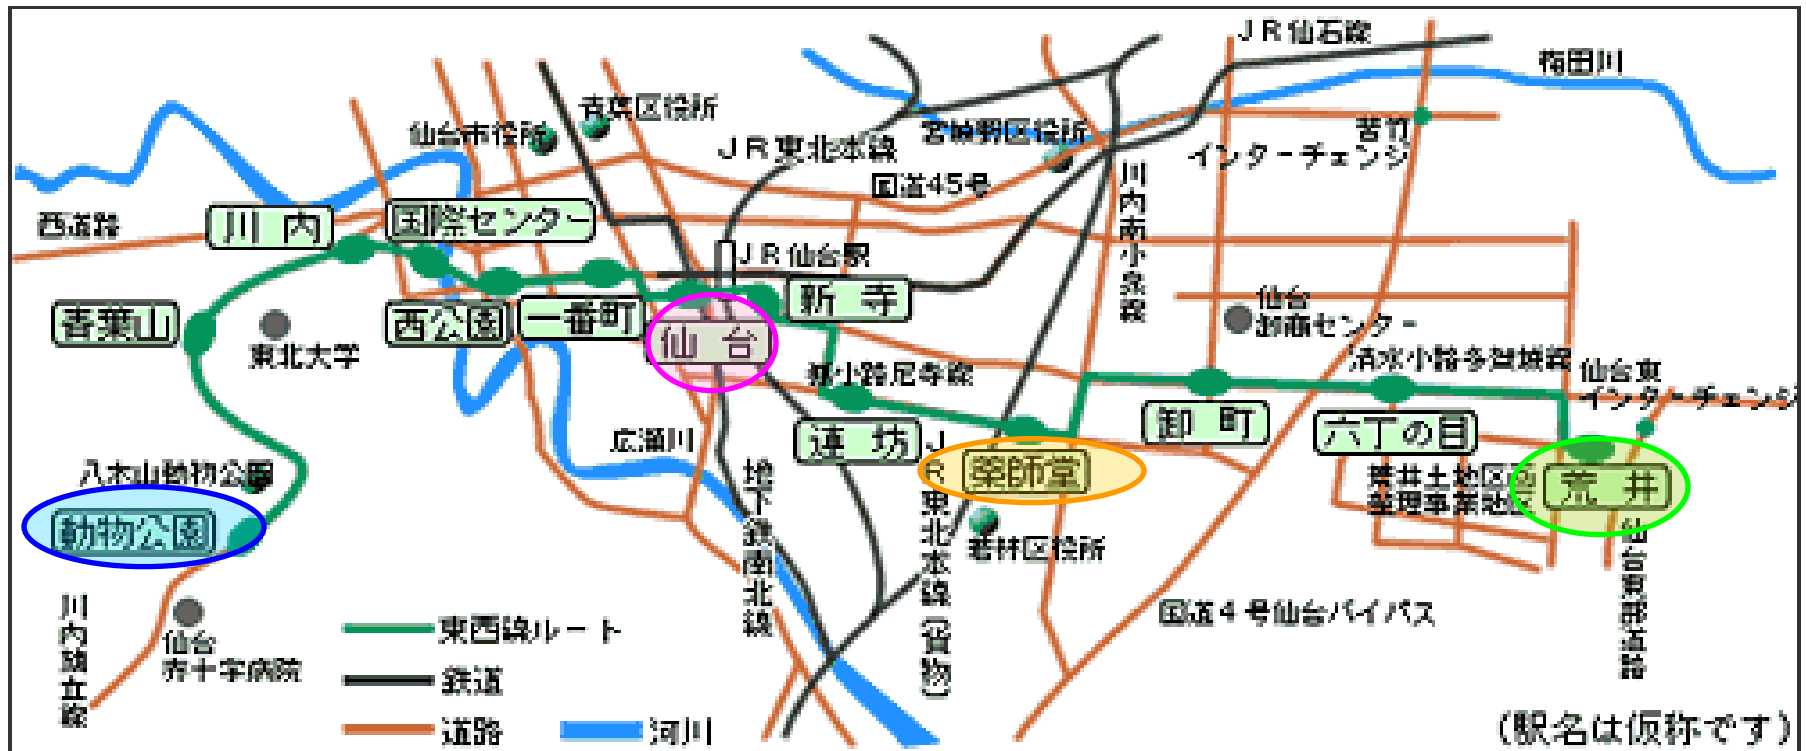 JR仙石線
梅田川
青葉区役所
仙台市役所
宮城野区役所
苦竹
インターチェンジ
JR東北本線
国道45号
川内南小泉線
西道路
川内
国際センター
JR仙台駅
新寺
青葉山
東北大学
西公園
一番町
仙台
仙台
卸商センター
清水小路多賀城線
仙台東
インターチェンジ
狐小路尼寺線
連坊
卸町
六丁の目
広瀬川
薬師堂
荒井
荒井土地区画
整理事業地区
八木山動物公園
動物公園
地下鉄南北線
JR東北本線(貨物)
若林区役所
国道4号仙台バイパス
仙台東部道路
川
仙台
赤十字病院
東西線ルート
鉄道
道路
河川
(駅名は仮称です)